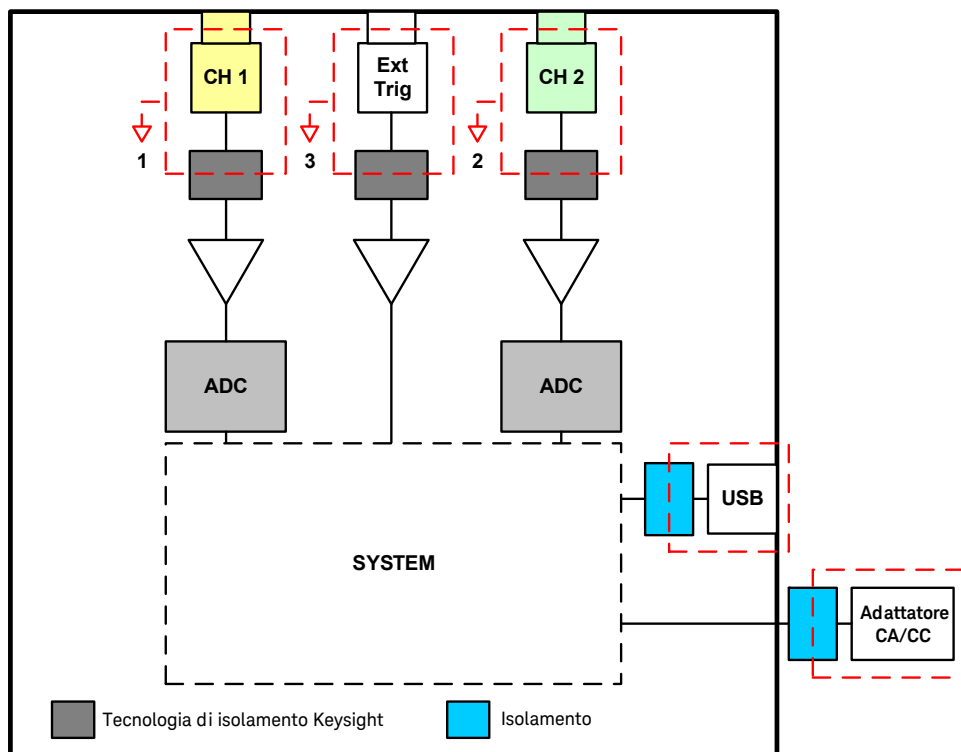 CH 1
Ext
Trig
CH 2
1
3
2
ADC
ADC
USB
SYSTEM
Adattatore
CA/CC
Tecnologia di isolamento Keysight
Isolamento